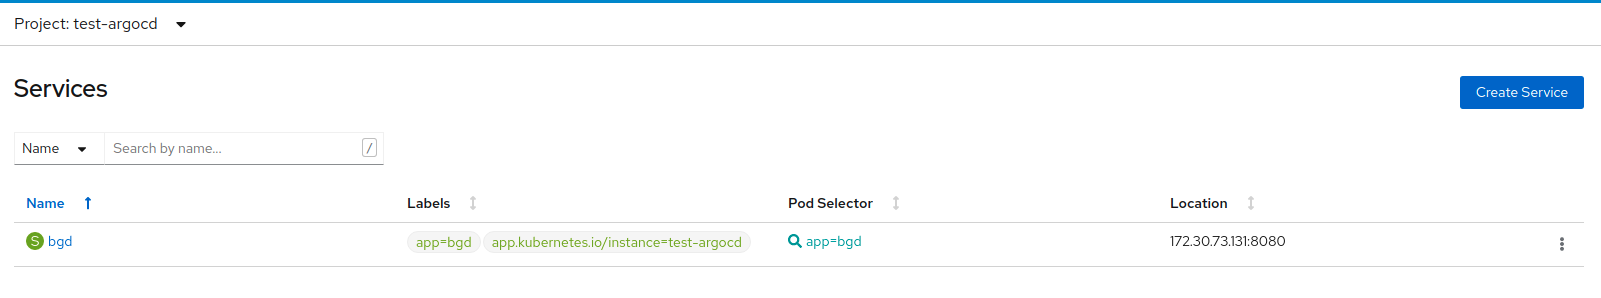 Project: test-argocd
Services
Create Service
Name
Search by name...
/
Name Labels Pod Selector Location
S bgd app=bgd app.kubernetes.io/instance=test-argocd app=bgd 172.30.73.131:8080